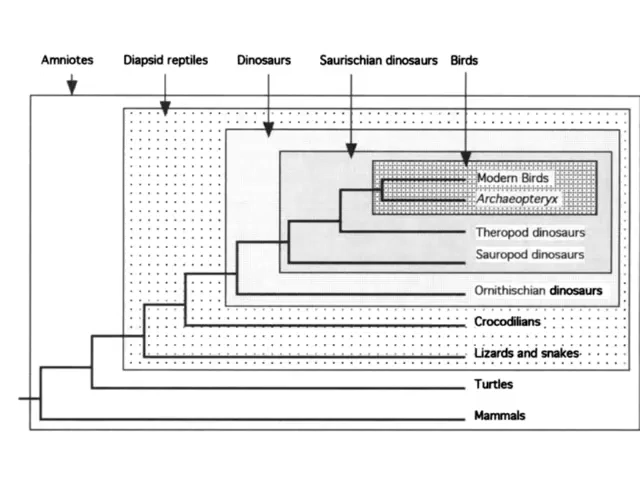 Amniotes Diapsid reptiles Dinosaurs Saurischian dinosaurs Birds
Modern Birds
Archaeopteryx
Theropod dinosaurs
Sauropod dinosaurs
Ornithischian dinosaurs
Crocodilians
Lizards and snakes
Turtles
Mammals